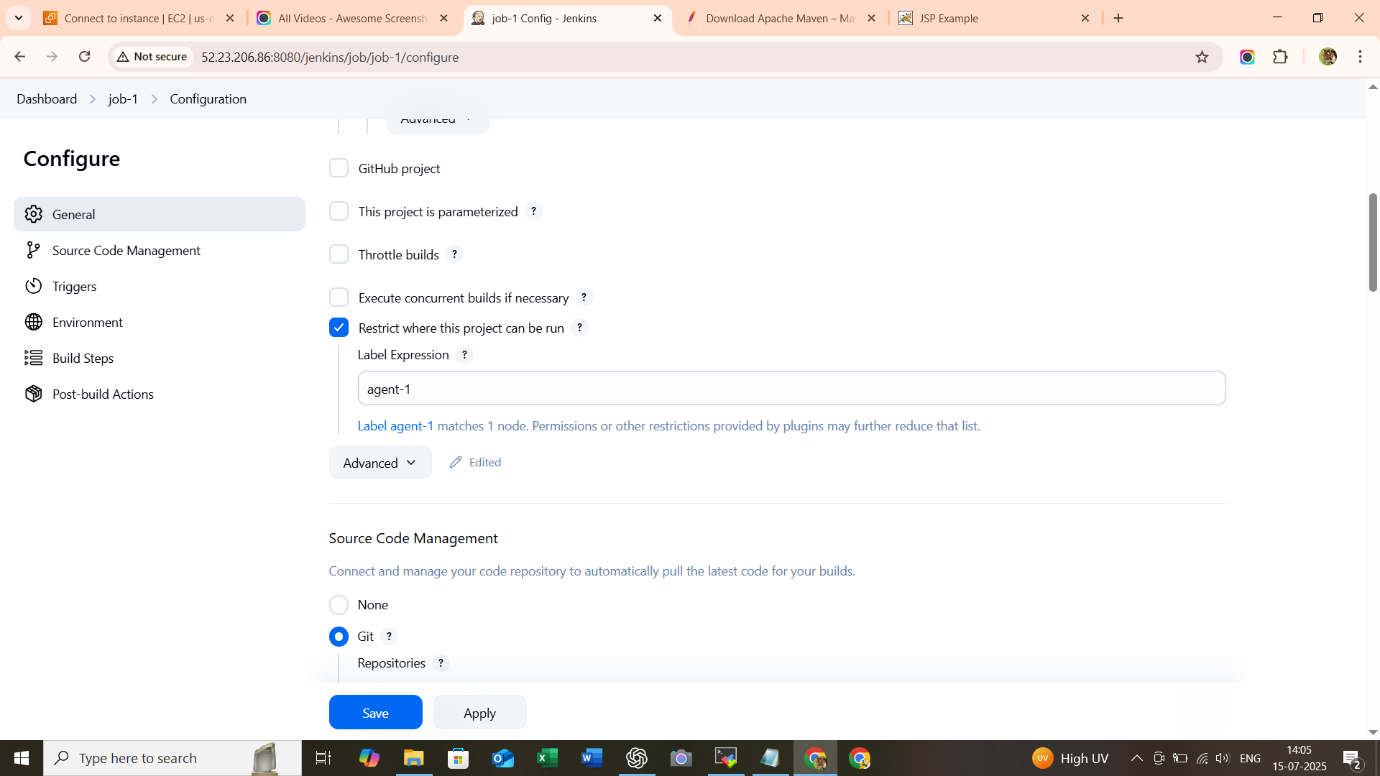 Connect to instance | EC2 | us-e
All Videos - Awesome Screensh
job-1 Config - Jenkins
Download Apache Maven – Ma
JSP Example
Not secure
52.23.206.86:8080/jenkins/job/job-1/configure
Dashboard > job-1 > Configuration
Advanced
Configure
General
Source Code Management
Triggers
Environment
Build Steps
Post-build Actions
GitHub project
This project is parameterized ?
Throttle builds ?
Execute concurrent builds if necessary ?
Restrict where this project can be run ?
Label Expression ?
agent-1
Label agent-1 matches 1 node. Permissions or other restrictions provided by plugins may further reduce that list.
Advanced
Edited
Source Code Management
Connect and manage your code repository to automatically pull the latest code for your builds.
None
Git ?
Repositories ?
Save
Apply
Type here to search
UV
High UV
ENG
14:05
15-07-2025
2